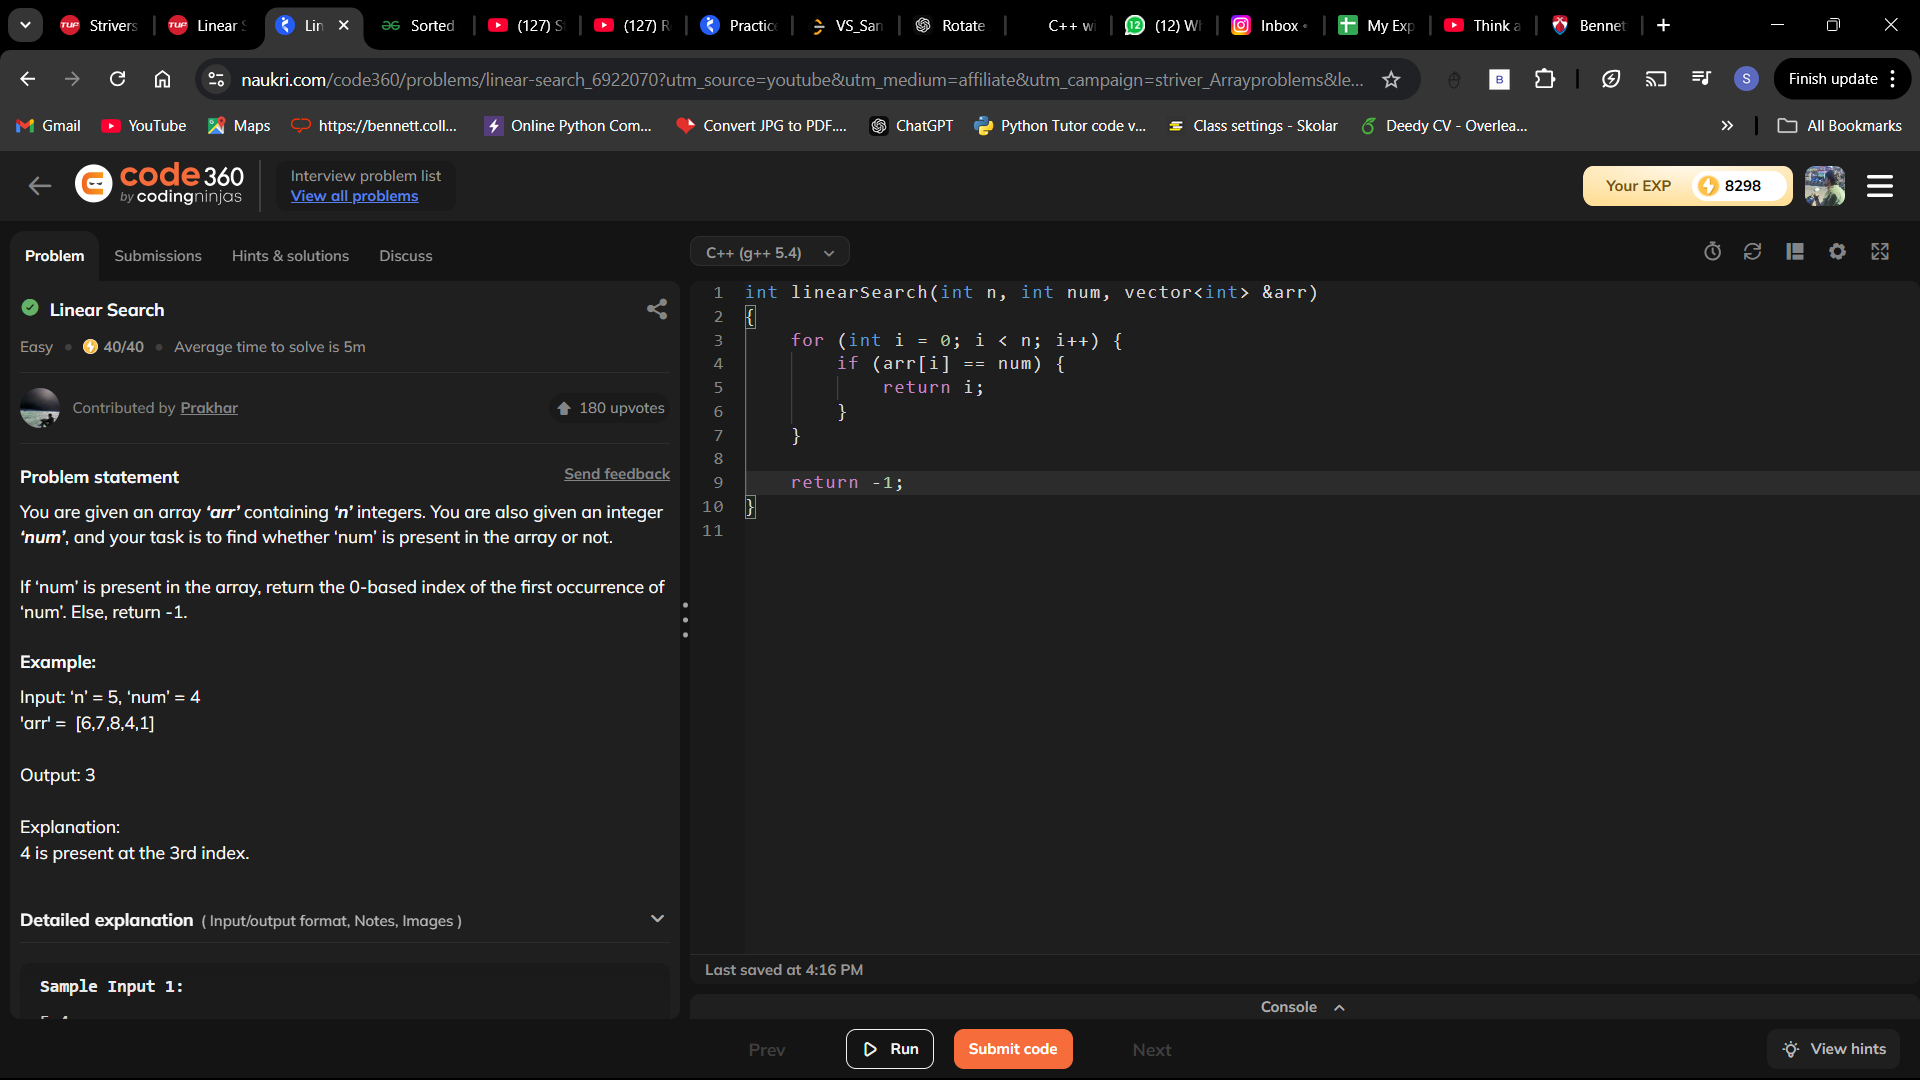 Strivers
Linear S
Lin
Sorted
(127) S
(127) R
Practice
VS_San
Rotate
C++ wi
(12) Wh
Inbox •
My Exp
Think a
Bennet
naukri.com/code360/problems/linear-search_6922070?utm_source=youtube&utm_medium=affiliate&utm_campaign=striver_Arrayproblems&le...
B
S
Finish update
Gmail
YouTube
Maps
https://bennett.coll...
Online Python Com...
Convert JPG to PDF....
ChatGPT
Python Tutor code v...
Class settings - Skolar
Deedy CV - Overlea...
»
All Bookmarks
code 360
by codingninjas
Interview problem list
View all problems
Your EXP 8298
Problem
Submissions
Hints & solutions
Discuss
C++ (g++ 5.4)
Linear Search
Easy • 40/40 • Average time to solve is 5m
Contributed by Prakhar
180 upvotes
Problem statement
Send feedback
You are given an array ‘arr’ containing ‘n’ integers. You are also given an integer
‘num’, and your task is to find whether ‘num’ is present in the array or not.
If ‘num’ is present in the array, return the 0-based index of the first occurrence of
‘num’. Else, return -1.
Example:
Input: ‘n’ = 5, ‘num’ = 4
'arr' = [6,7,8,4,1]
Output: 3
Explanation:
4 is present at the 3rd index.
Detailed explanation ( Input/output format, Notes, Images )
Sample Input 1:
1 int linearSearch(int n, int num, vector<int> &arr)
2 {
3 for (int i = 0; i < n; i++) {
4 if (arr[i] == num) {
5 return i;
6 }
7 }
8
9 return -1;
10 }
11
Last saved at 4:16 PM
Console
Prev
Run
Submit code
Next
View hints